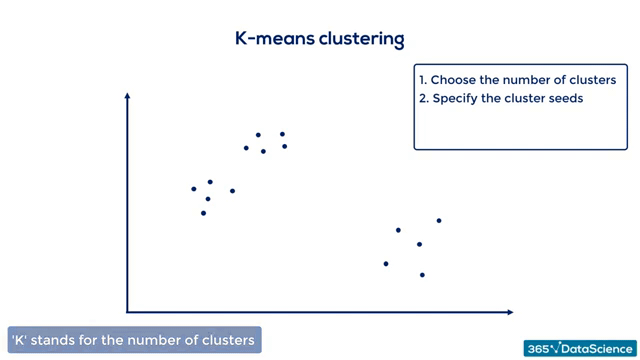 K-means clustering
1. Choose the number of clusters
2. Specify the cluster seeds
'K' stands for the number of clusters
365 DataScience